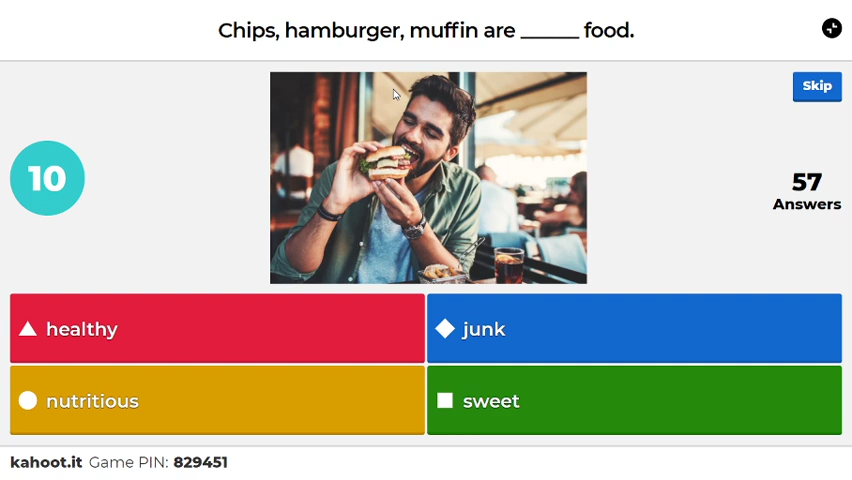 Chips, hamburger, muffin are ______ food.
Skip
10
57
Answers
healthy
junk
nutritious
sweet
kahoot.it Game PIN: 829451